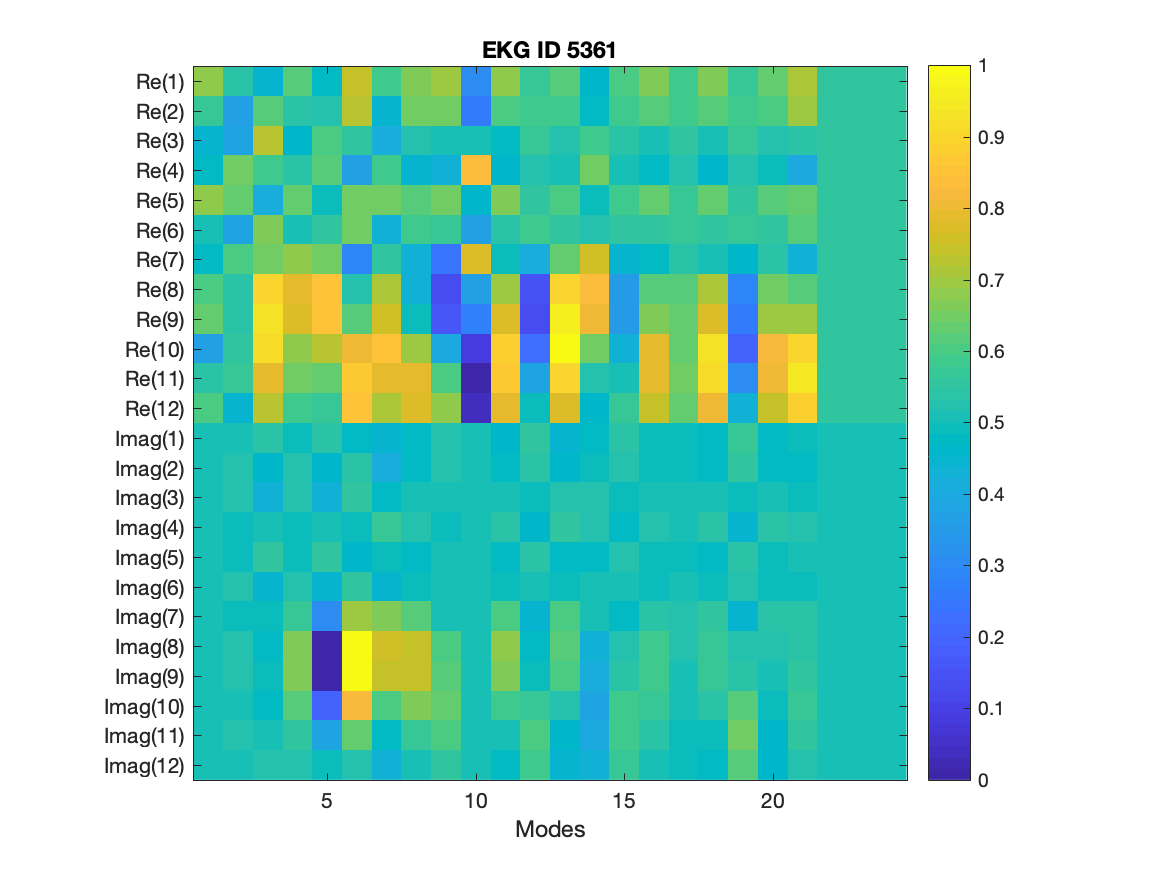 EKG ID 5361
Re(1)
Re(2)
Re(3)
Re(4)
Re(5)
Re(6)
Re(7)
Re(8)
Re(9)
Re(10)
Re(11)
Re(12)
Imag(1)
Imag(2)
Imag(3)
Imag(4)
Imag(5)
Imag(6)
Imag(7)
Imag(8)
Imag(9)
Imag(10)
Imag(11)
Imag(12)
5 10 15 20
Modes
1
0.9
0.8
0.7
0.6
0.5
0.4
0.3
0.2
0.1
0